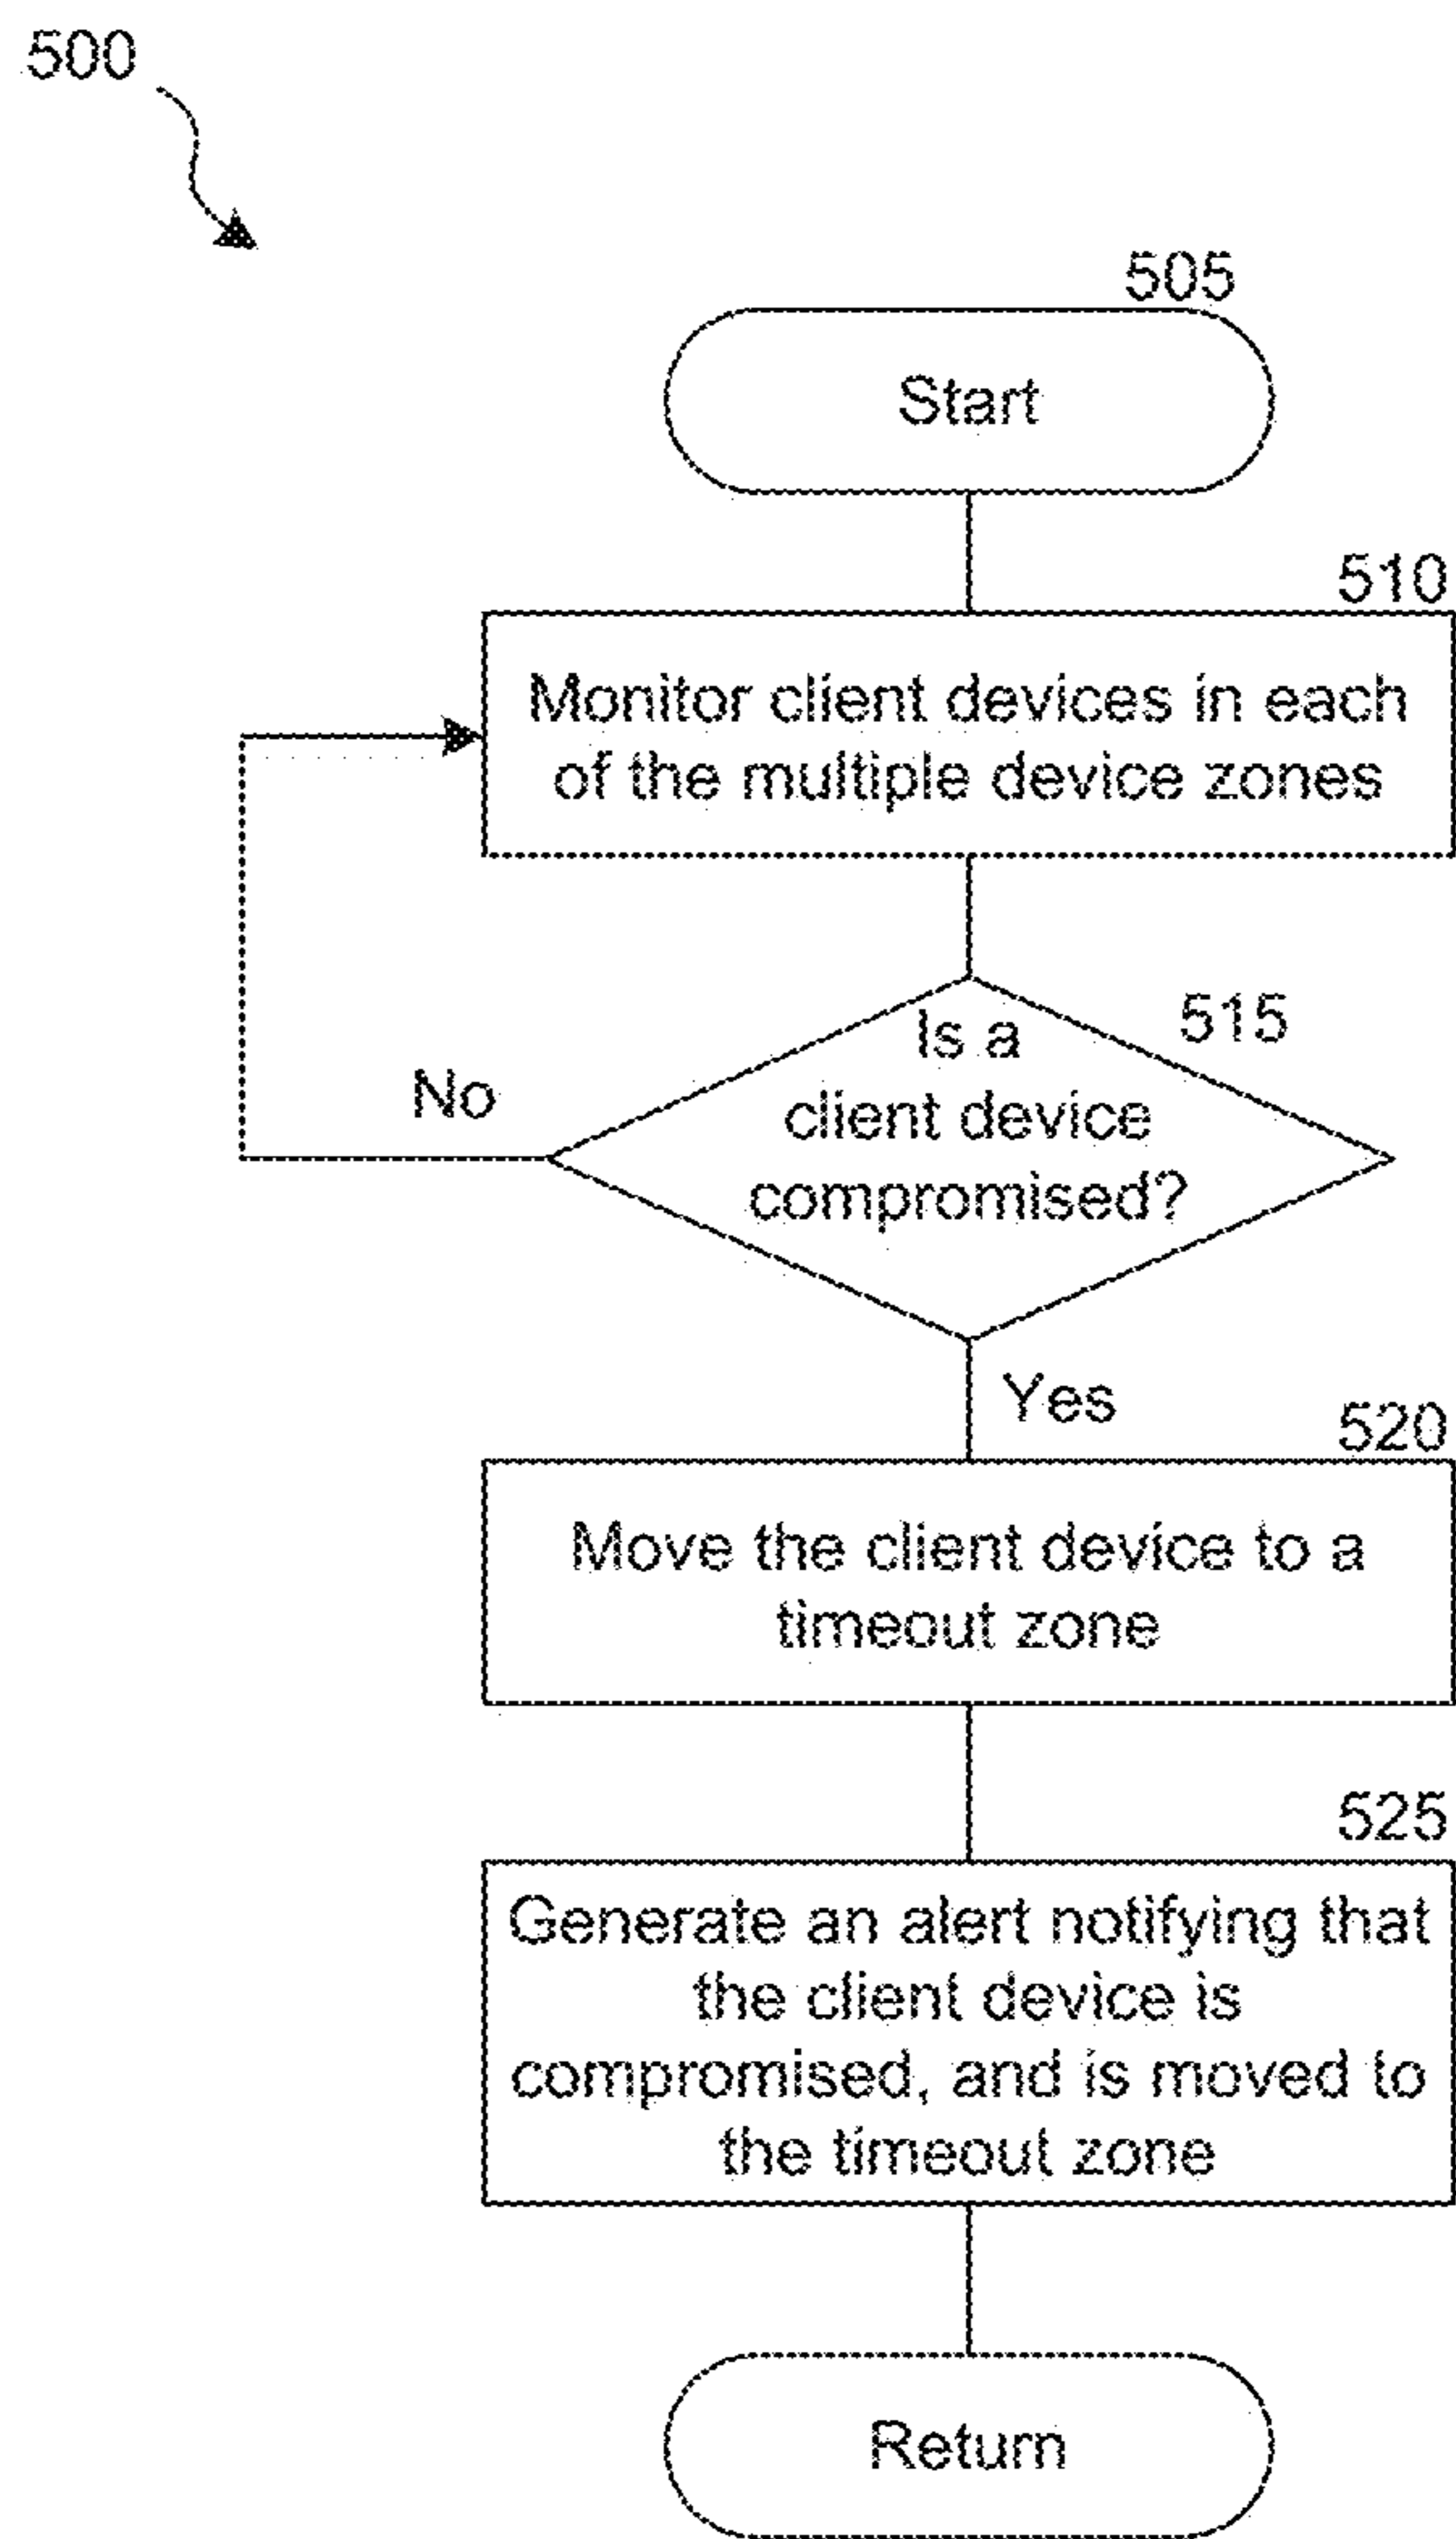 500
505
Start
510
Monitor client devices in each
of the multiple device zones
515
Is a
client device
compromised?
No
Yes
520
Move the client device to a
timeout zone
525
Generate an alert notifying that
the client device is
compromised, and is moved to
the timeout zone
Return